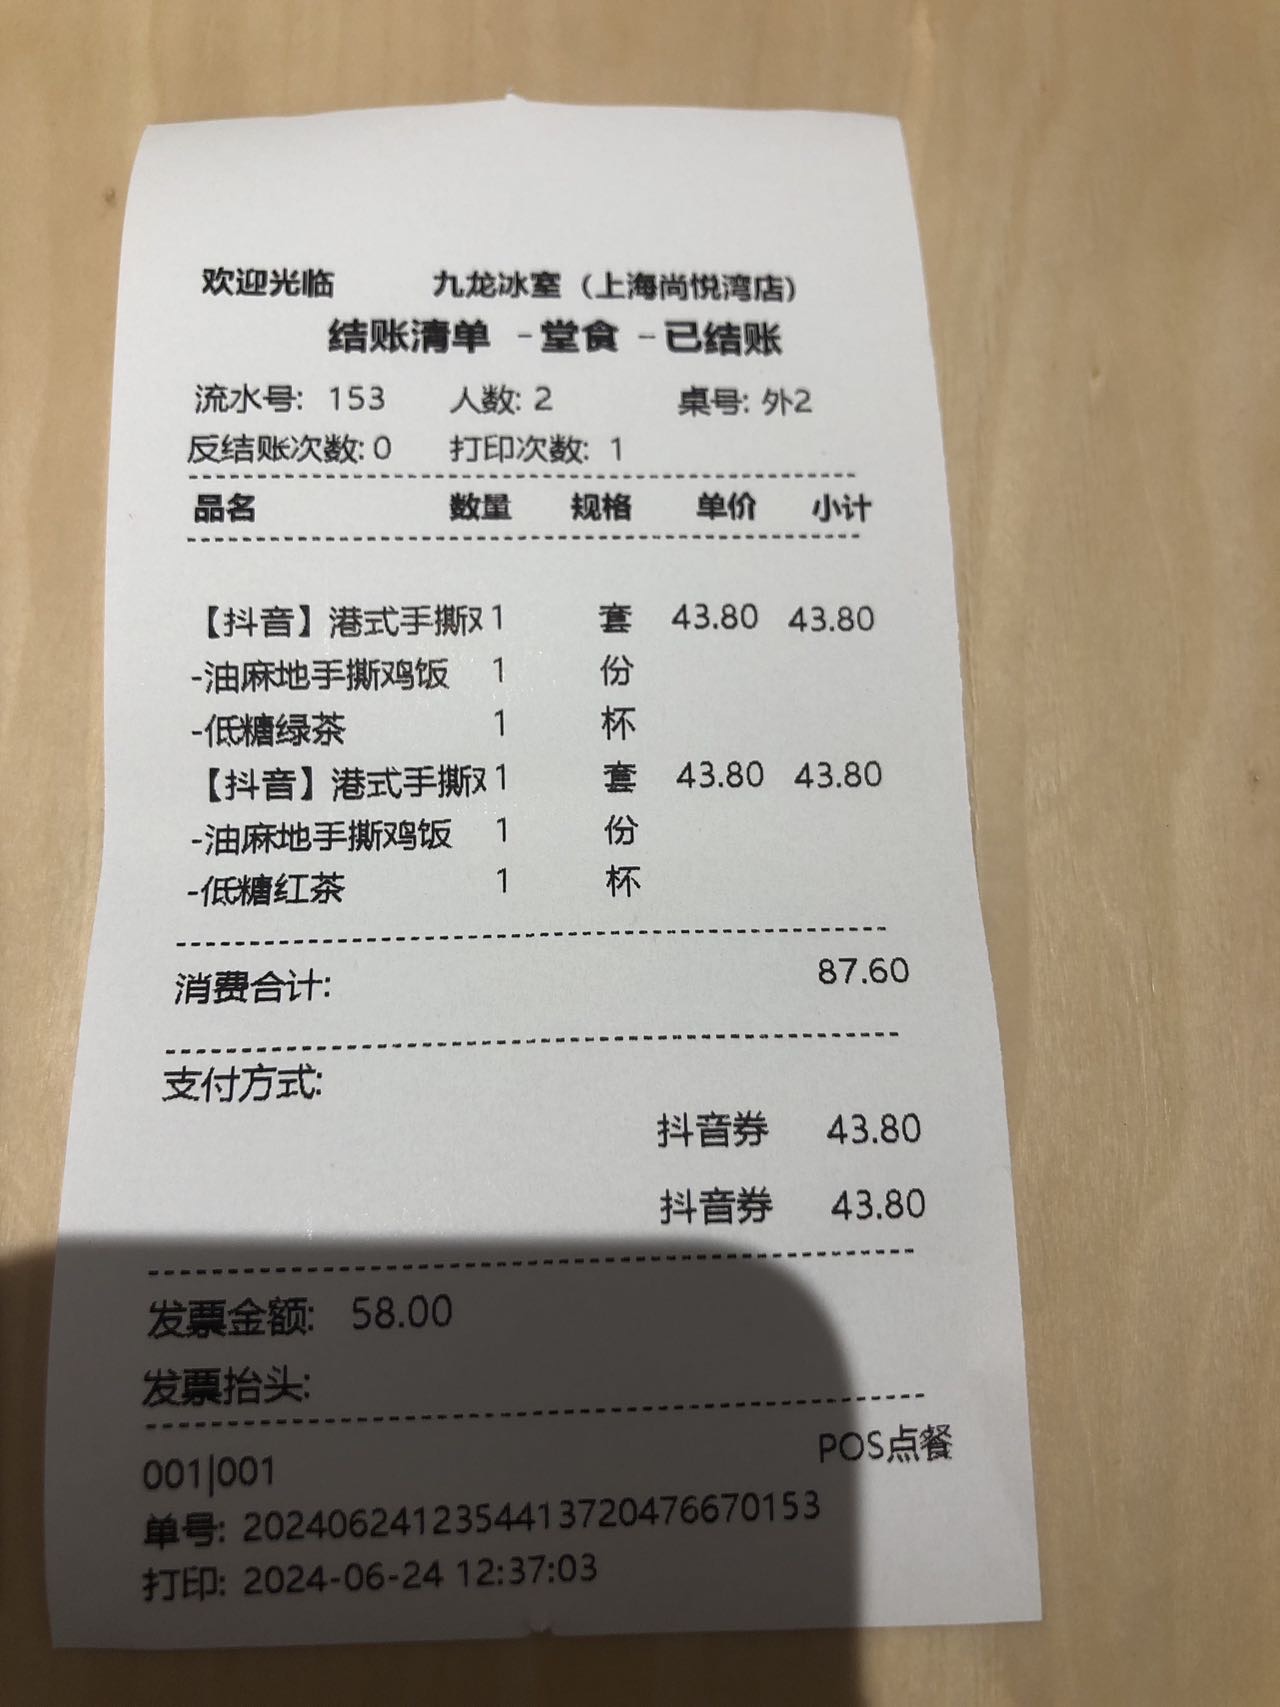 欢迎光临 九龙冰室（上海尚悦湾店）
结账清单 -堂食 -已结账
流水号: 153 人数: 2 桌号: 外2
反结账次数: 0 打印次数: 1
品名 数量 规格 单价 小计
【抖音】港式手撕 1 套 43.80 43.80
-油麻地手撕鸡饭 1 份
-低糖绿茶 1 杯
【抖音】港式手撕 1 套 43.80 43.80
-油麻地手撕鸡饭 1 份
-低糖红茶 1 杯
消费合计: 87.60
支付方式:
抖音券 43.80
抖音券 43.80
发票金额: 58.00
发票抬头:
POS点餐
001|001
单号: 20240624123544137204766701​53
打印: 2024-06-24 12:37:03